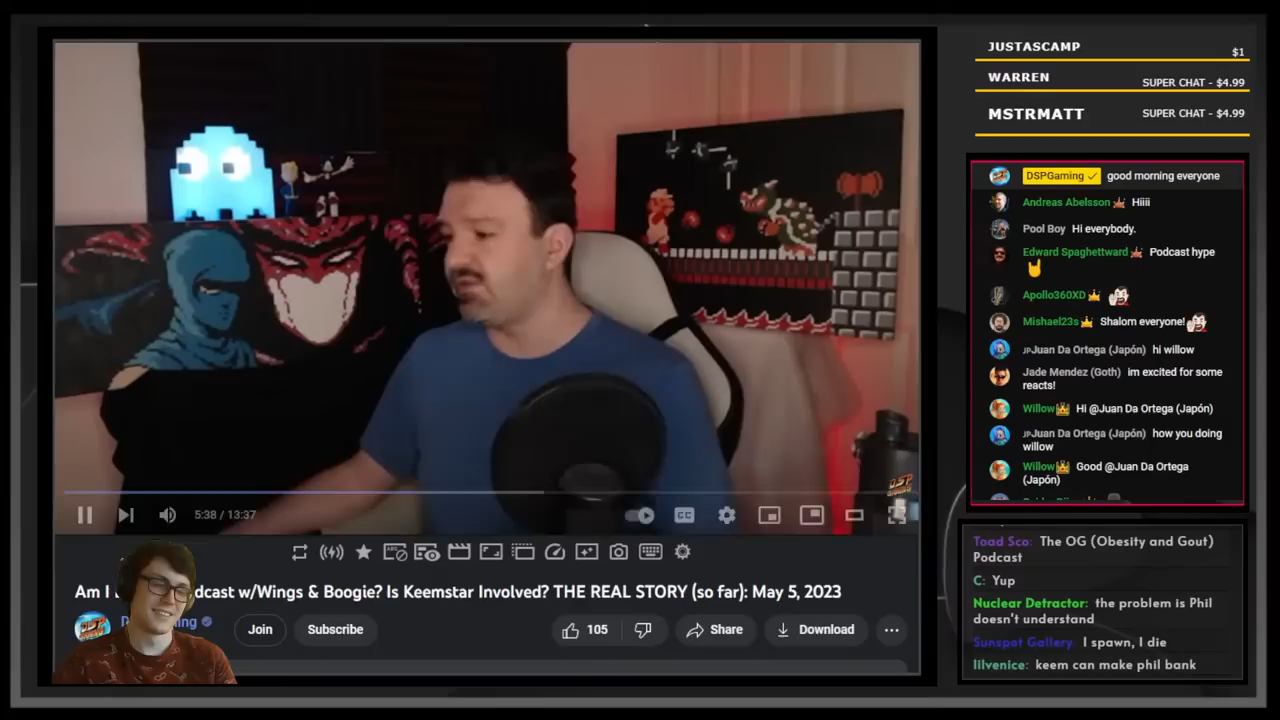 JUSTASCAMP
$1
WARREN
SUPER CHAT - $4.99
MSTRMATT
SUPER CHAT - $4.99
DSPGaming good morning everyone
Andreas Abelsson Hiiii
Pool Boy Hi everybody.
Edward Spaghettward Podcast hype
Apollo360XD
Mishael23s Shalom everyone!
JPJuan Da Ortega (Japón) hi willow
Jade Mendez (Goth) im excited for some
reacts!
Willow Hi @Juan Da Ortega (Japón)
JPJuan Da Ortega (Japón) how you doing
willow
Willow Good @Juan Da Ortega
(Japón)
Toad Sco: The OG (Obesity and Gout)
Podcast
C: Yup
Nuclear Detractor: the problem is Phil
doesn't understand
Sunspot Gallery: I spawn, I die
lilvenice: keem can make phil bank
DSP
5:38 / 13:37
CC
Am I dcast w/Wings & Boogie? Is Keemstar Involved? THE REAL STORY (so far): May 5, 2023
Join
Subscribe
105
Share
Download